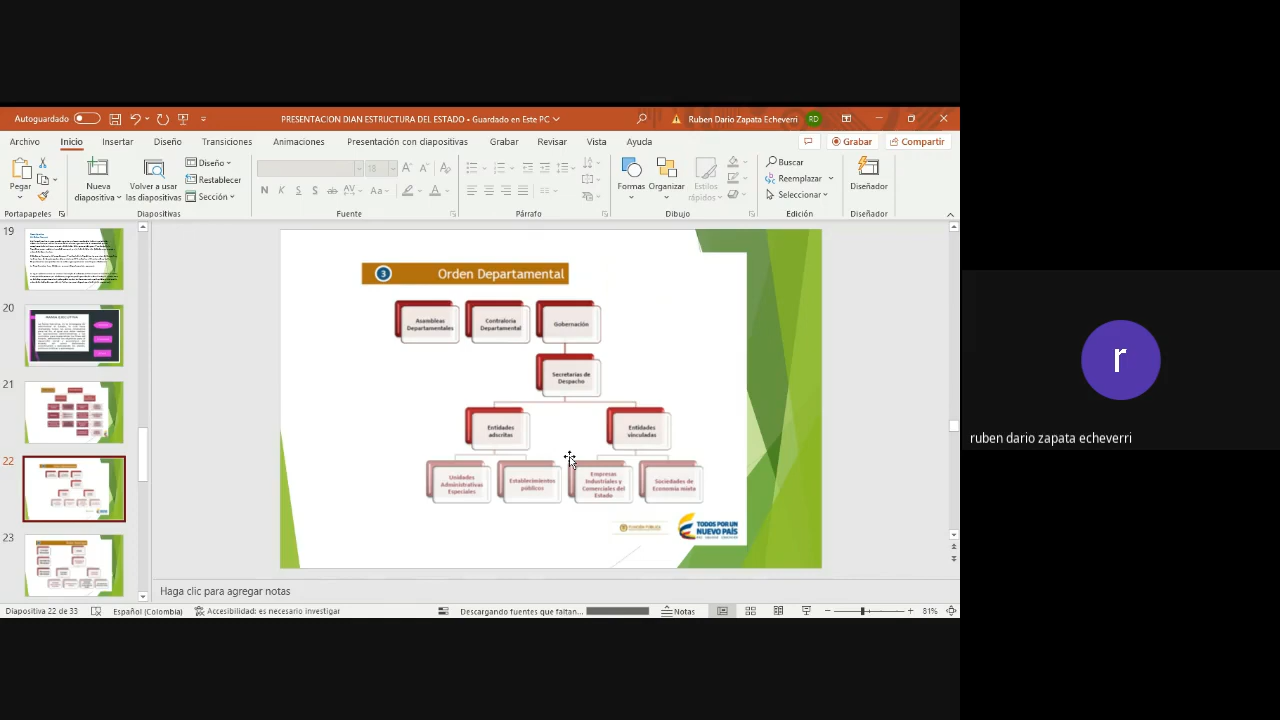 Autoguardado
PRESENTACION DIAN ESTRUCTURA DEL ESTADO • Guardado en Este PC
Ruben Dario Zapata Echeverri
RD
Archivo
Inicio
Insertar
Diseño
Transiciones
Animaciones
Presentación con diapositivas
Grabar
Revisar
Vista
Ayuda
Grabar
Compartir
Pegar
Nueva
diapositiva
Volver a usar
las diapositivas
Diseño
Restablecer
Sección
Formas
Organizar
Estilos
rápidos
Buscar
Reemplazar
Seleccionar
Diseñador
Portapapeles
Diapositivas
Fuente
Párrafo
Dibujo
Edición
Diseñador
19
20
21
22
23
3
Orden Departamental
Asambleas
Departamentales
Contraloría
Departamental
Gobernación
Secretarías de
Despacho
Entidades
adscritas
Entidades
vinculadas
Unidades
Administrativas
Especiales
Establecimientos
públicos
Empresas
Industriales y
Comerciales del
Estado
Sociedades de
Economía mixta
TODOS POR UN
NUEVO PAÍS
r
ruben dario zapata echeverri
Haga clic para agregar notas
Diapositiva 22 de 33
Español (Colombia)
Accesibilidad: es necesario investigar
Descargando fuentes que faltan...
Notas
81%